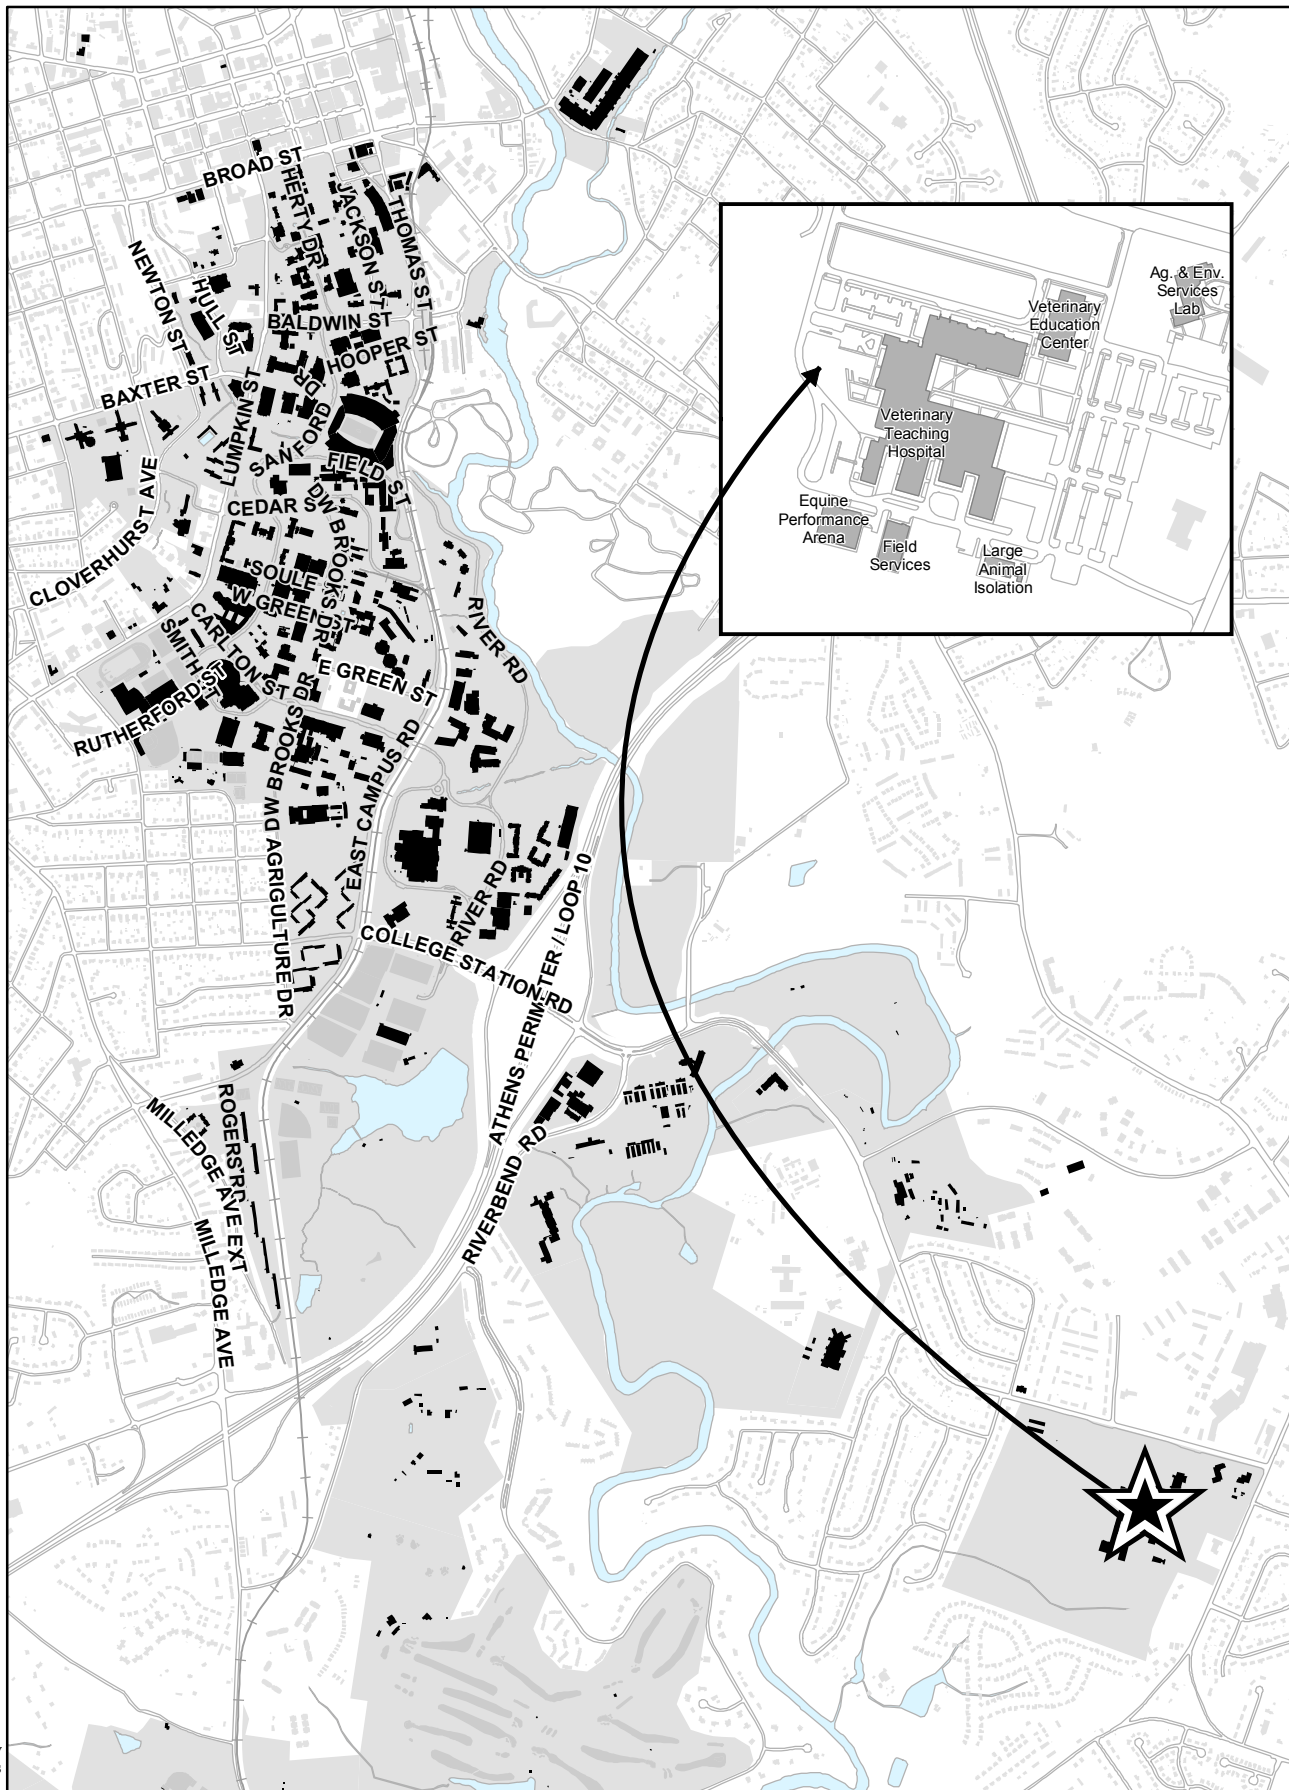 BROAD ST
HERTY DR
JACKSON ST
THOMAS ST
NEWTON ST
HULL ST
BALDWIN ST
HOOPER ST
BAXTER ST
LUMPKIN ST
SANFORD DR.
FIELD ST
CEDAR ST
CLOVERHURST AVE
DW BROOKS DR
SOULE
W GREEN ST
CARLTON ST
SMITH ST
RUTHERFORD ST
E GREEN ST
RIVER RD
DW BROOKS DR
EAST CAMPUS RD
AGRIGULTURE DR
RIVER RD
COLLEGE STATION RD
ATHENS PERIMETER / LOOP 10
ROGERS RD
MILLEDGE AVE EXT
MILLEDGE AVE
RIVERBEND RD
Ag. & Env.
Services
Lab
Veterinary
Education
Center
Veterinary
Teaching
Hospital
Equine
Performance
Arena
Field
Services
Large
Animal
Isolation